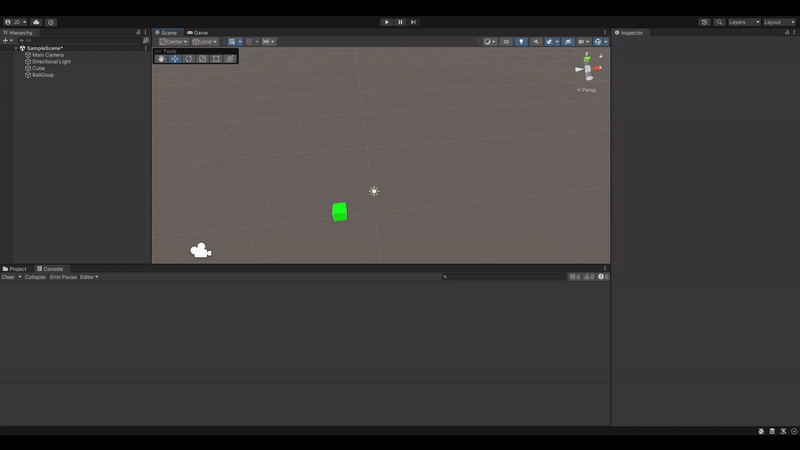 JD
Layers
Layout
Hierarchy
Scene
Game
Inspector
All
Center
Local
2D
SampleScene*
Main Camera
Directional Light
Cube
BallGoup
Tools
y
Persp
Project
Console
Clear
Collapse
Error Pause
Editor
0
0
0